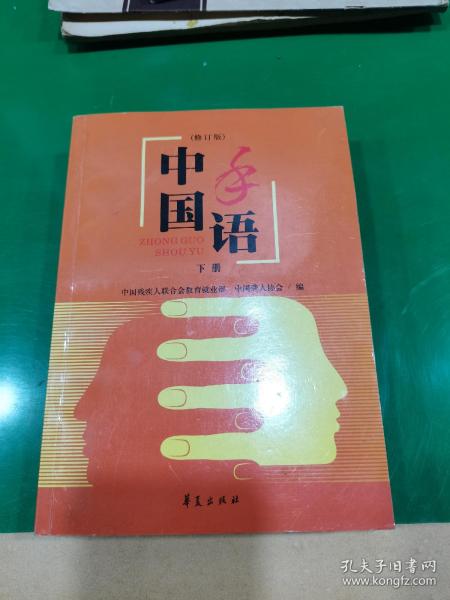 （修订版）
中国手语
ZHONG GUO
SHOU YU
下册
中国残疾人联合会教育就业部 中国聋人协会 / 编
华夏出版社
孔夫子旧书网
www.kongfz.com